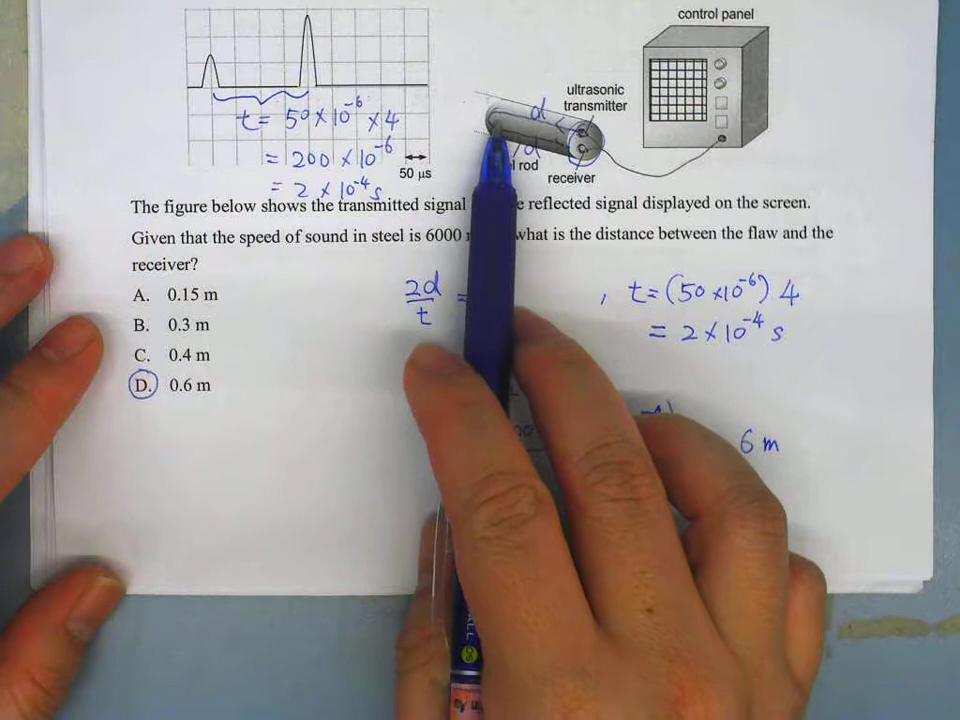 control panel
ultrasonic
transmitter
d
d
rod
receiver
t = 50 × 10⁻⁶ × 4
= 200 × 10⁻⁶
= 2 × 10⁻⁴ s
50 μs
The figure below shows the transmitted signal reflected signal displayed on the screen.
Given that the speed of sound in steel is 6000 what is the distance between the flaw and the
receiver?
A. 0.15 m
B. 0.3 m
C. 0.4 m
D. 0.6 m
2d/t = , t = (50 × 10⁻⁶) 4
= 2 × 10⁻⁴ s
6 m